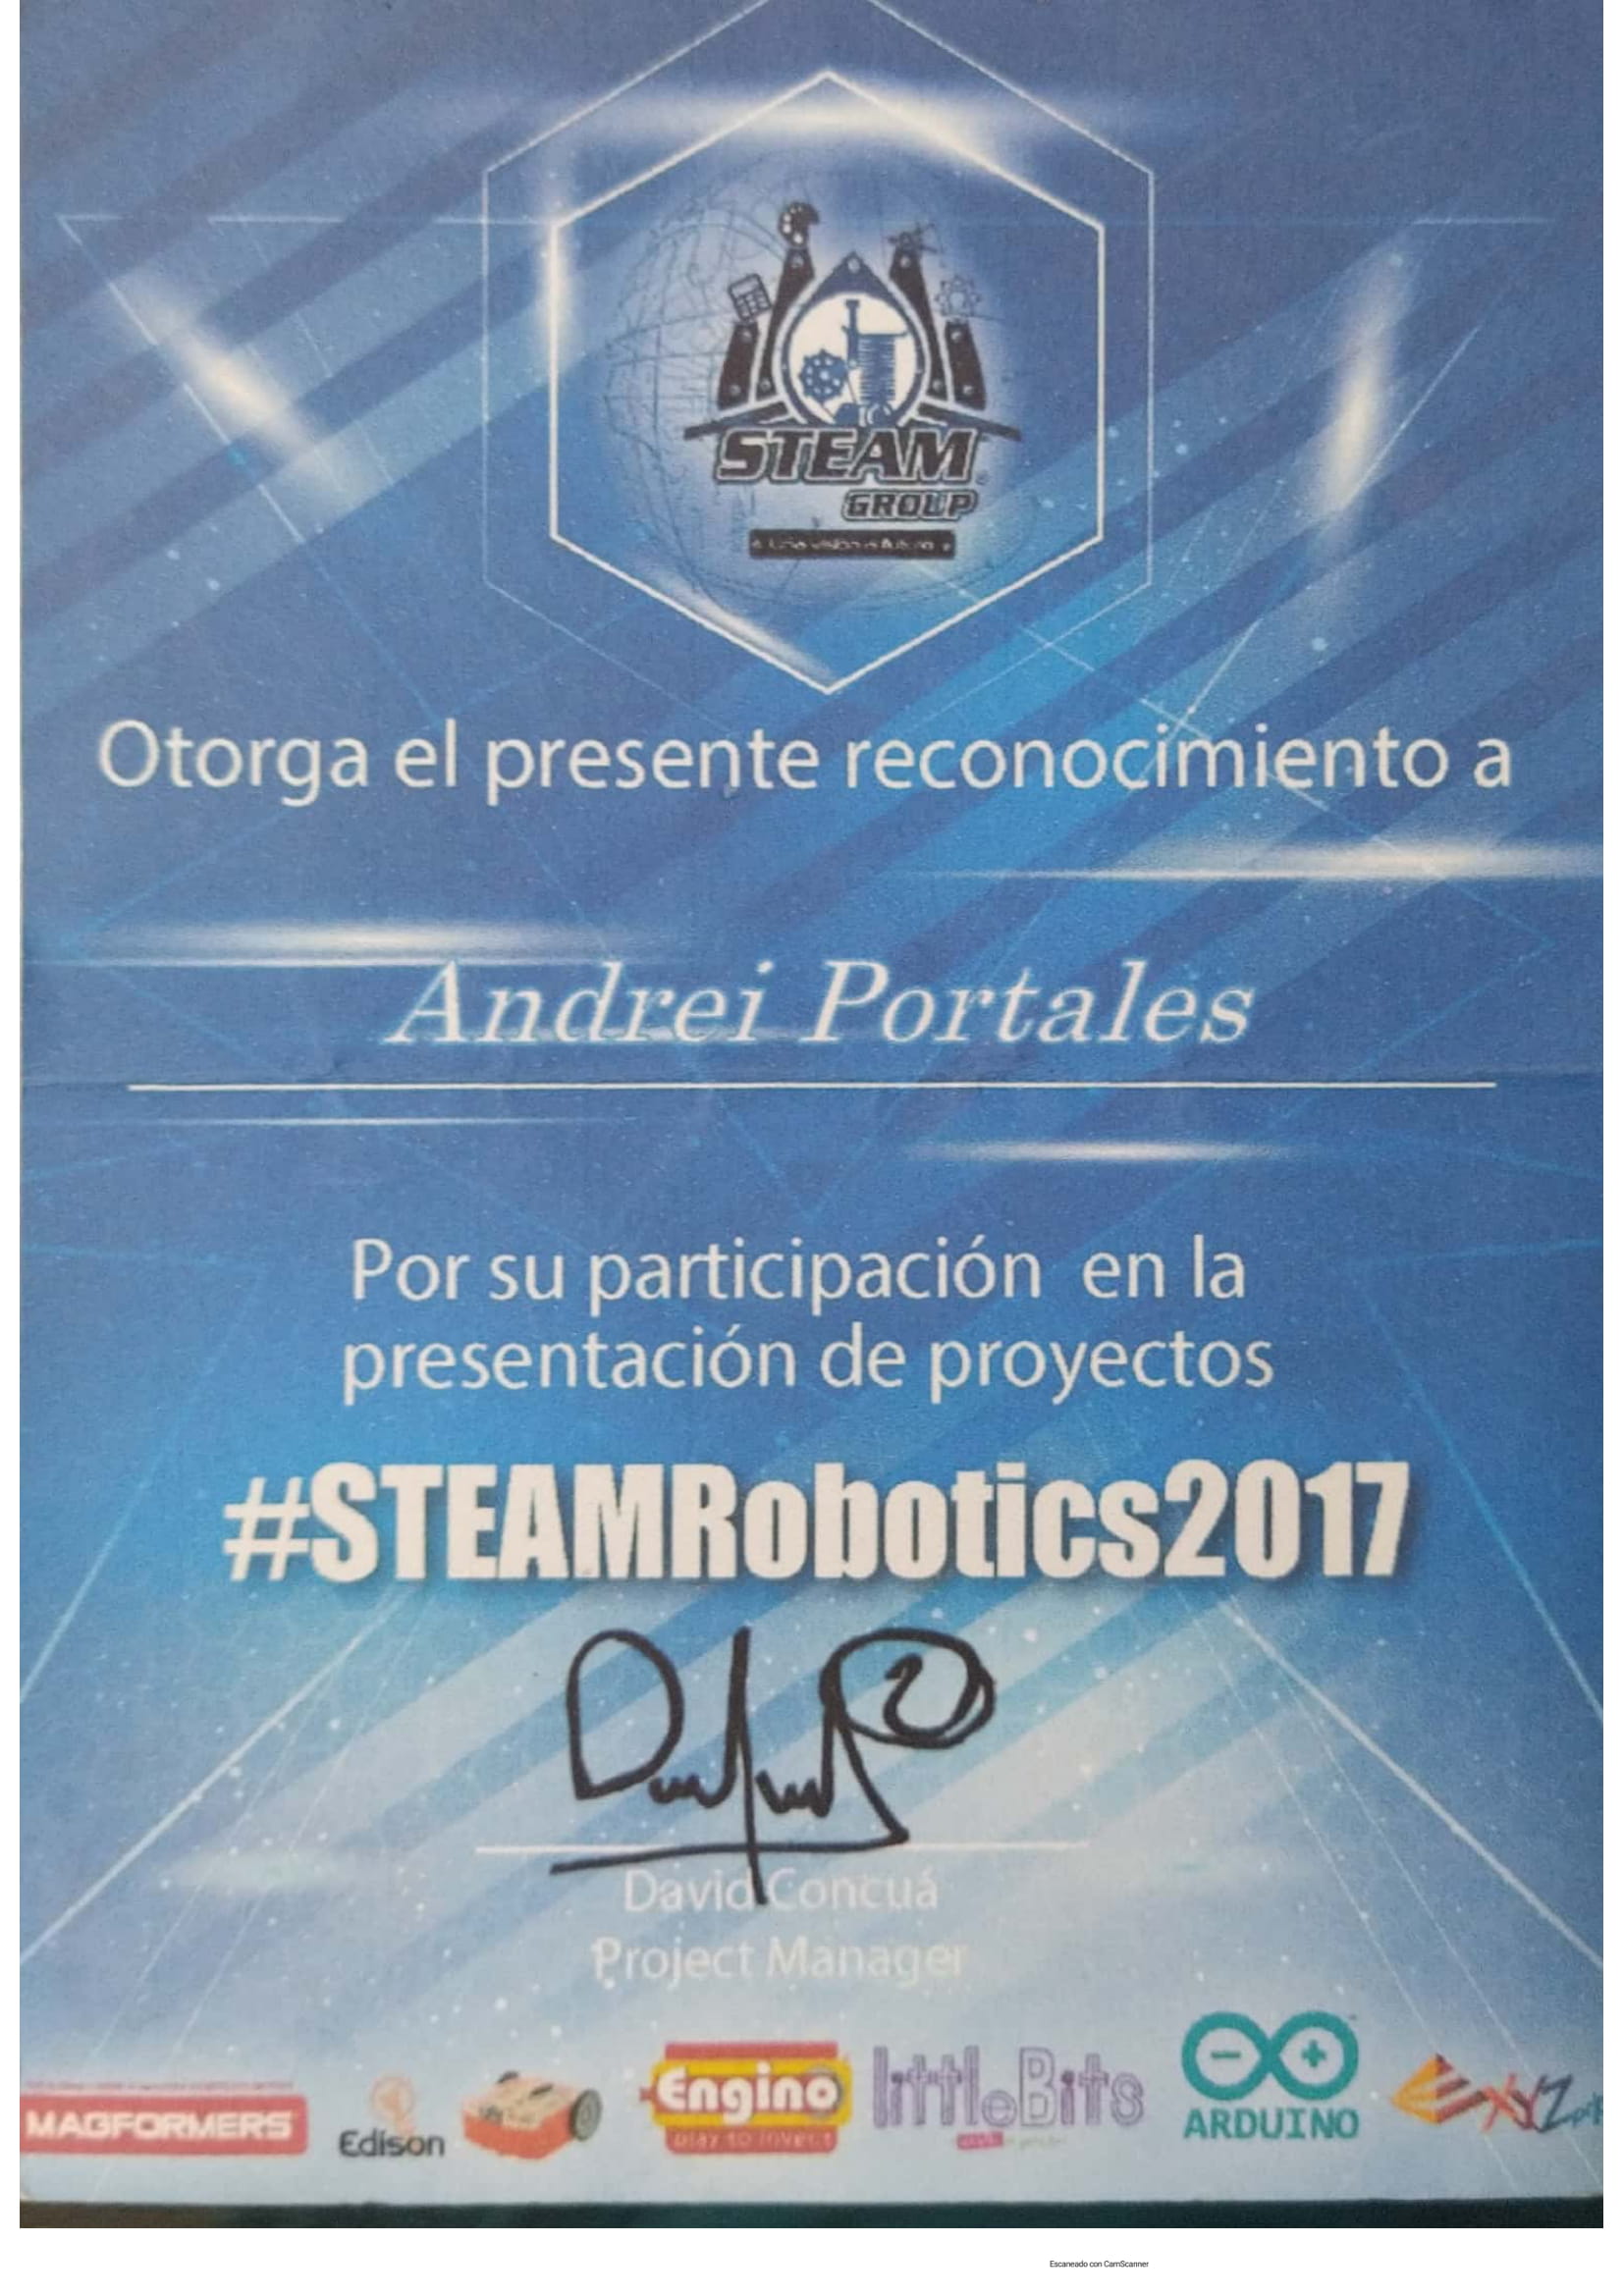 STEAM
GROUP
Otorga el presente reconocimiento a
Andrei Portales
Por su participación en la
presentación de proyectos
#STEAMRobotics2017
David Concuá
Project Manager
MAGFORMERS
Edison
Engino
play to invent
littleBits
ARDUINO
XYZ
Escaneado con CamScanner